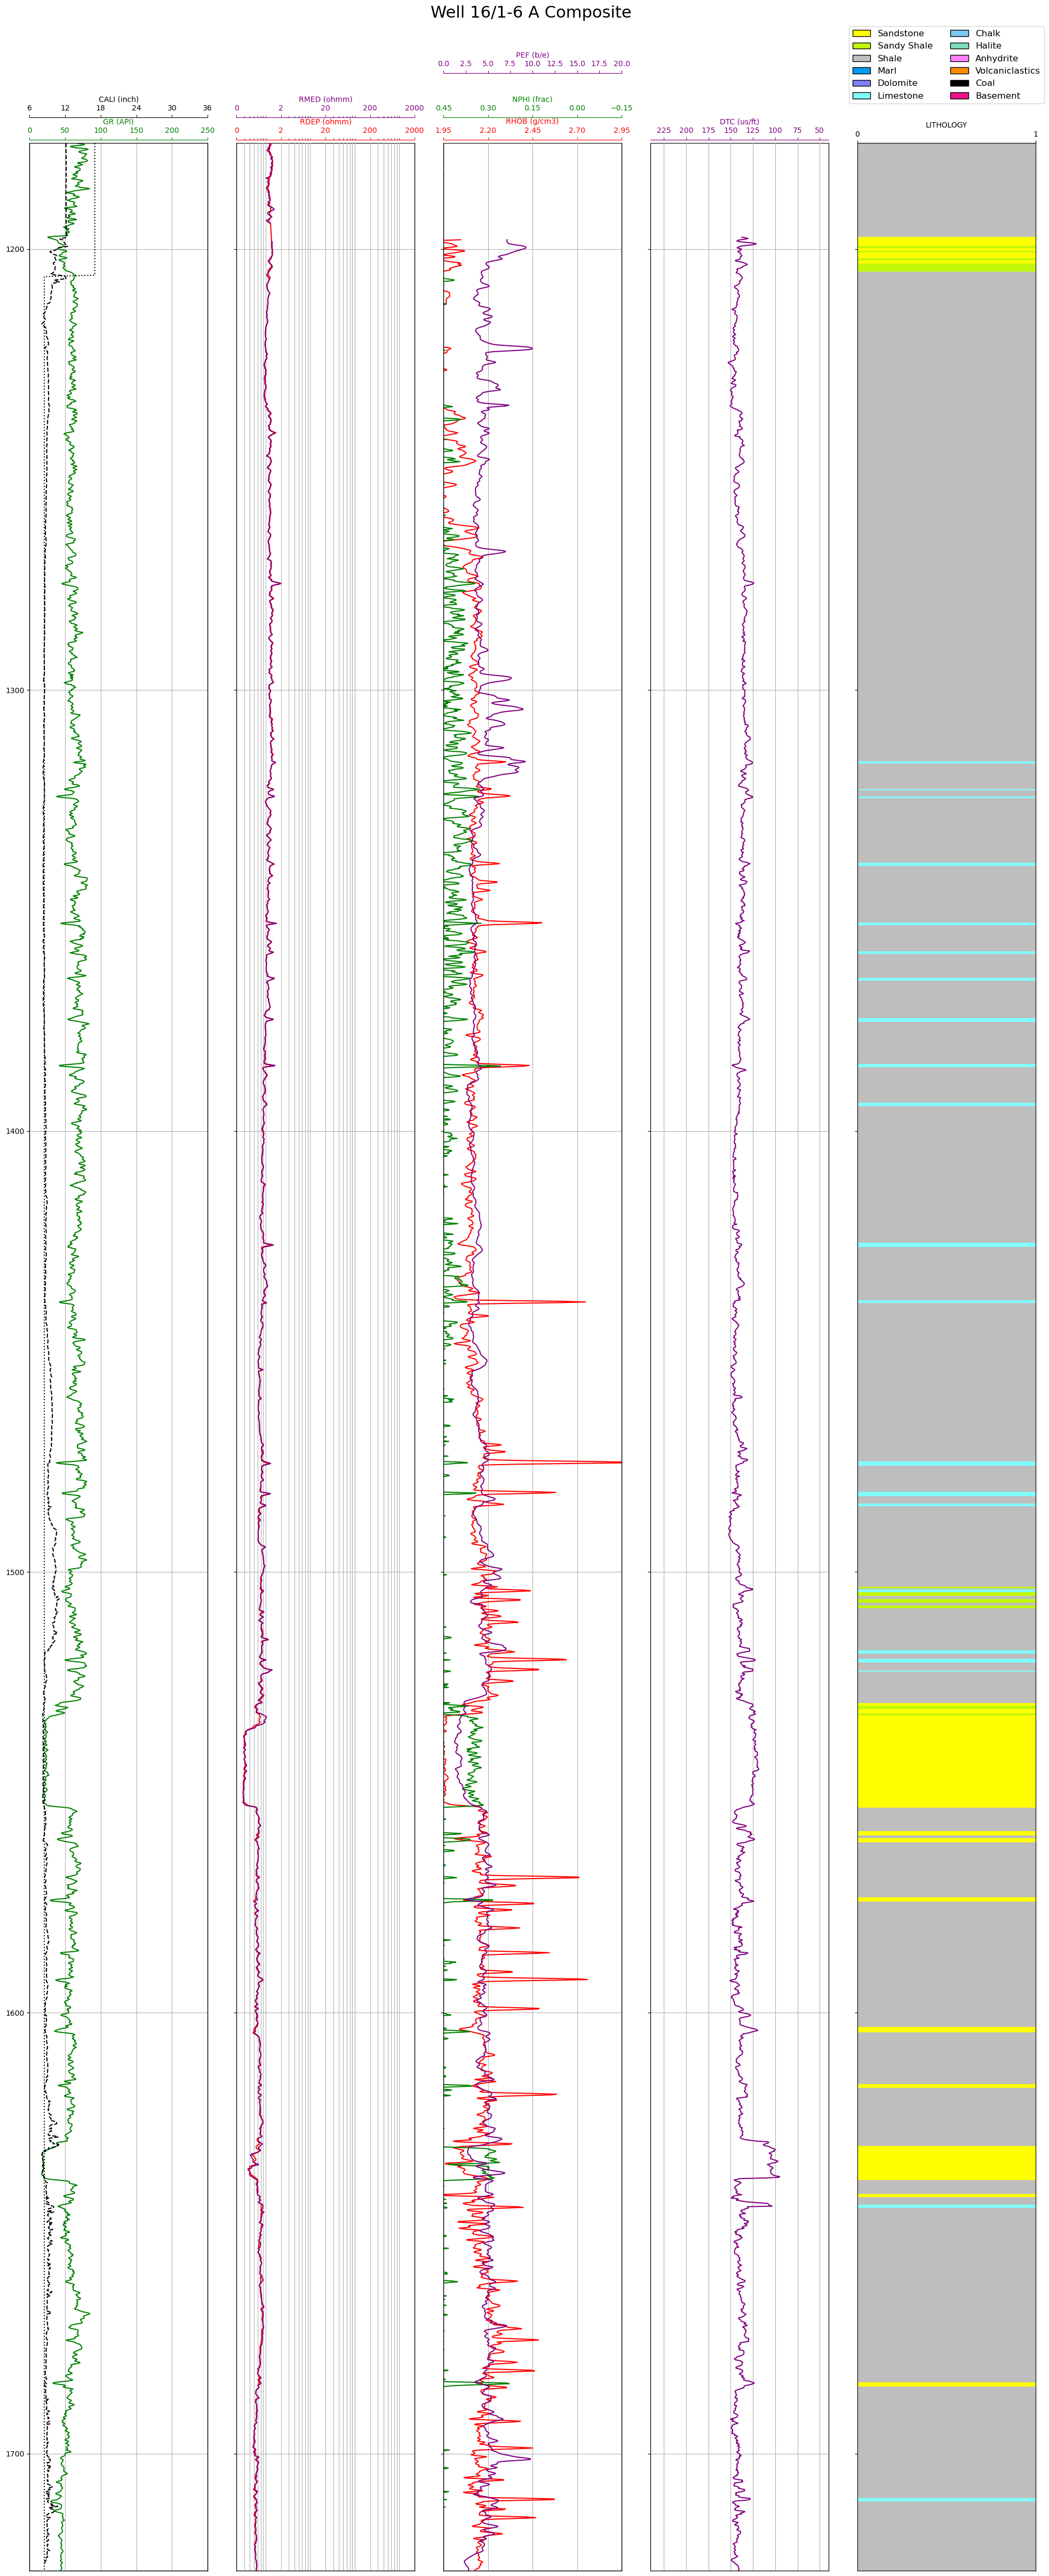 Well 16/1-6 A Composite
Sandstone
Sandy Shale
Shale
Marl
Dolomite
Limestone
Chalk
Halite
Anhydrite
Volcaniclastics
Coal
Basement
PEF (b/e)
0.0 2.5 5.0 7.5 10.0 12.5 15.0 17.5 20.0
CALI (inch)
6 12 18 24 30 36
RMED (ohmm)
0 2 20 200 2000
NPHI (frac)
0.45 0.30 0.15 0.00 −0.15
GR (API)
0 50 100 150 200 250
RDEP (ohmm)
0 2 20 200 2000
RHOB (g/cm3)
1.95 2.20 2.45 2.70 2.95
DTC (us/ft)
225 200 175 150 125 100 75 50
LITHOLOGY
0 1
1200
1300
1400
1500
1600
1700